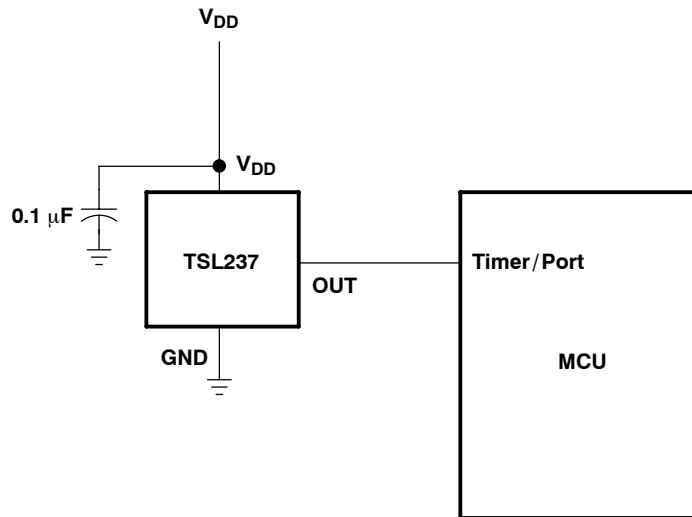 VDD
VDD
0.1 μF
TSL237
OUT
Timer/Port
GND
MCU